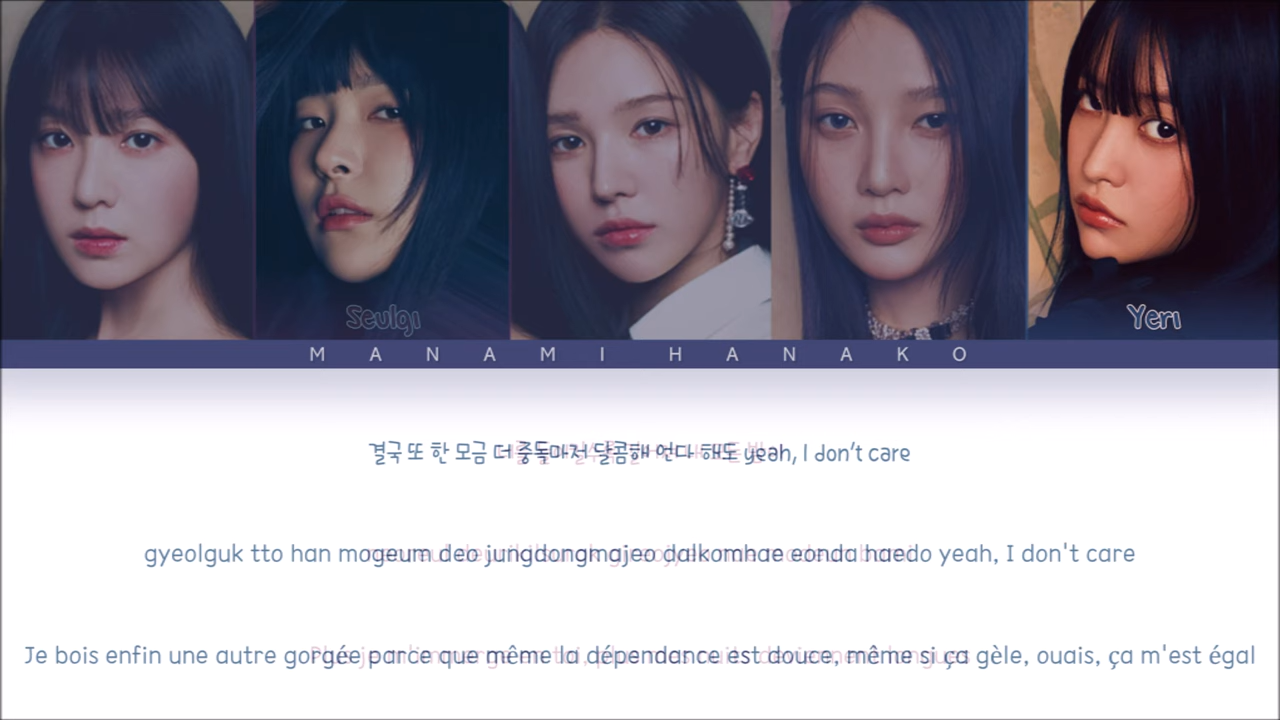 Seulgi
Yeri
MANAMI HANAKO
결국 또 한 모금 더 중독마저 달콤해 언다 해도 yeah, I don't care
gyeolguk tto han mogeum deo jungdongmajeo dalkomhae eonda haedo yeah, I don't care
Je bois enfin une autre gorgée parce que même la dépendance est douce, même si ça gèle, ouais, ça m'est égal